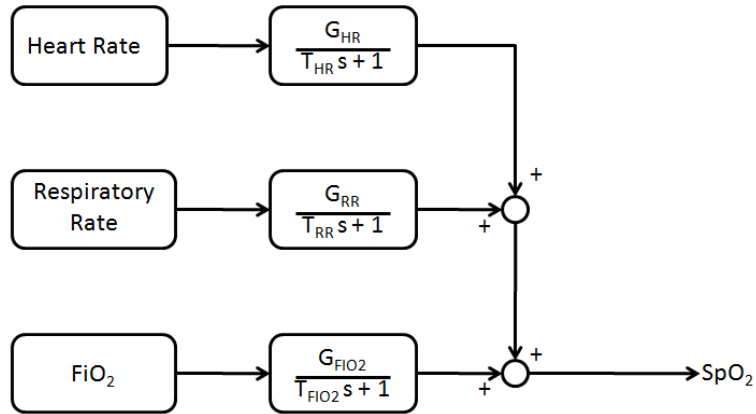 Heart Rate
G_HR
T_HR s + 1
+
Respiratory
Rate
G_RR
T_RR s + 1
+
+
FiO₂
G_FIO2
T_FIO2 s + 1
+
SpO₂
+